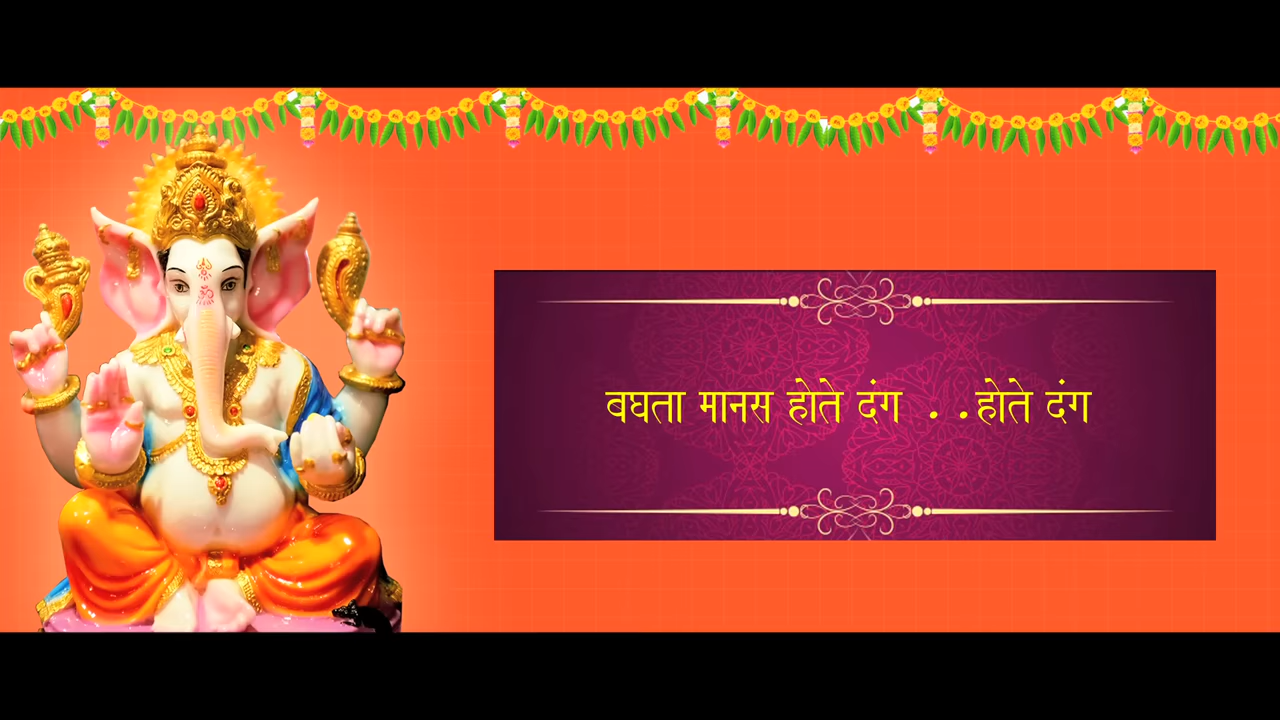 बघता मानस होते दंग . .होते दंग